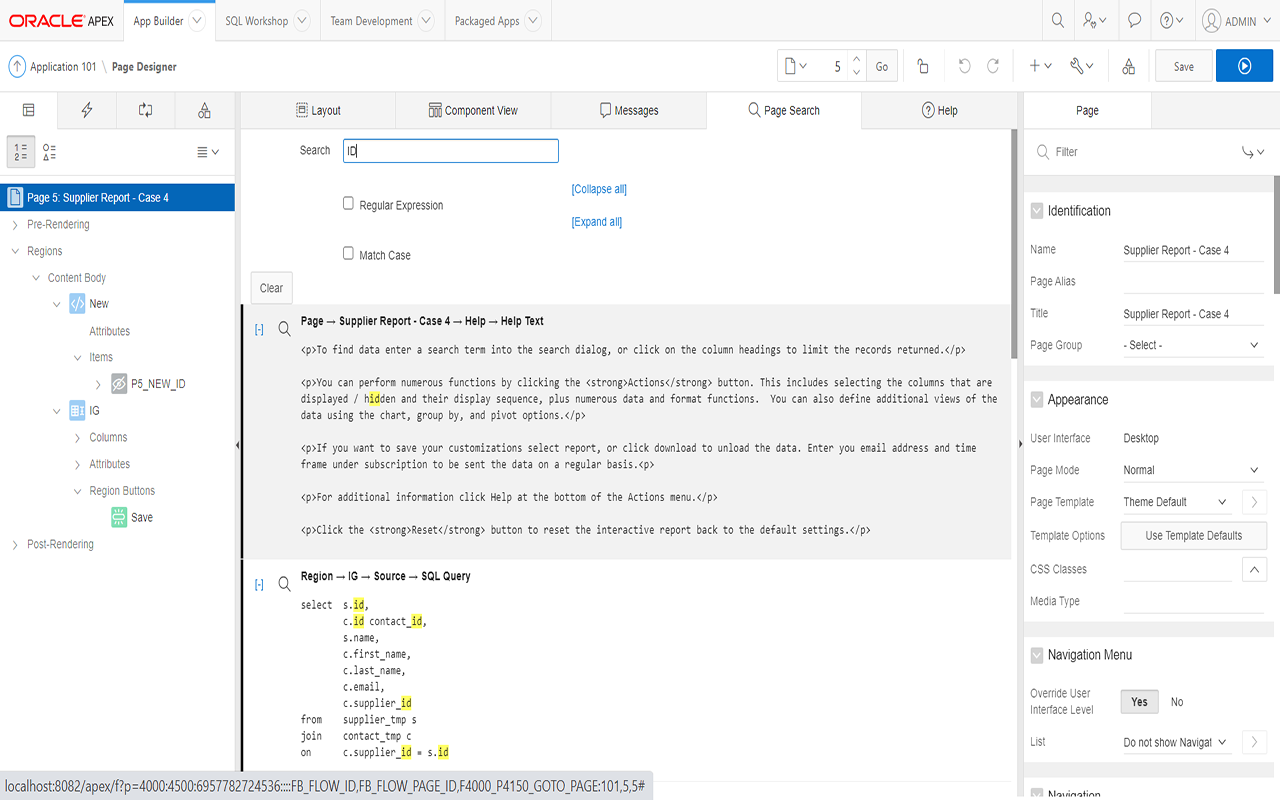 ORACLE APEX App Builder SQL Workshop Team Development Packaged Apps ADMIN
Application 101 \ Page Designer 5 Go Save
Layout Component View Messages Page Search Help Page
1=
2=
Search ID
Filter
[Collapse all]
Regular Expression
[Expand all]
Match Case
Clear
Page 5: Supplier Report - Case 4
Pre-Rendering
Regions
Content Body
New
Attributes
Items
P5_NEW_ID
IG
Columns
Attributes
Region Buttons
Save
Post-Rendering
[-] Page → Supplier Report - Case 4 → Help → Help Text
<p>To find data enter a search term into the search dialog, or click on the column headings to limit the records returned.</p>
<p>You can perform numerous functions by clicking the <strong>Actions</strong> button. This includes selecting the columns that are
displayed / hidden and their display sequence, plus numerous data and format functions.  You can also define additional views of the
data using the chart, group by, and pivot options.</p>
<p>If you want to save your customizations select report, or click download to unload the data. Enter you email address and time
frame under subscription to be sent the data on a regular basis.<p>
<p>For additional information click Help at the bottom of the Actions menu.</p>
<p>Click the <strong>Reset</strong> button to reset the interactive report back to the default settings.</p>
[-] Region → IG → Source → SQL Query
select s.id,
c.id contact_id,
s.name,
c.first_name,
c.last_name,
c.email,
c.supplier_id
from supplier_tmp s
join contact_tmp c
on c.supplier_id = s.id
Identification
Name Supplier Report - Case 4
Page Alias
Title Supplier Report - Case 4
Page Group - Select -
Appearance
User Interface Desktop
Page Mode Normal
Page Template Theme Default
Template Options Use Template Defaults
CSS Classes
Media Type
Navigation Menu
Override User
Interface Level Yes No
List Do not show Navigat
Navigation
localhost:8082/apex/f?p=4000:4500:6957782724536::::FB_FLOW_ID,FB_FLOW_PAGE_ID,F4000_P4150_GOTO_PAGE:101,5,5#